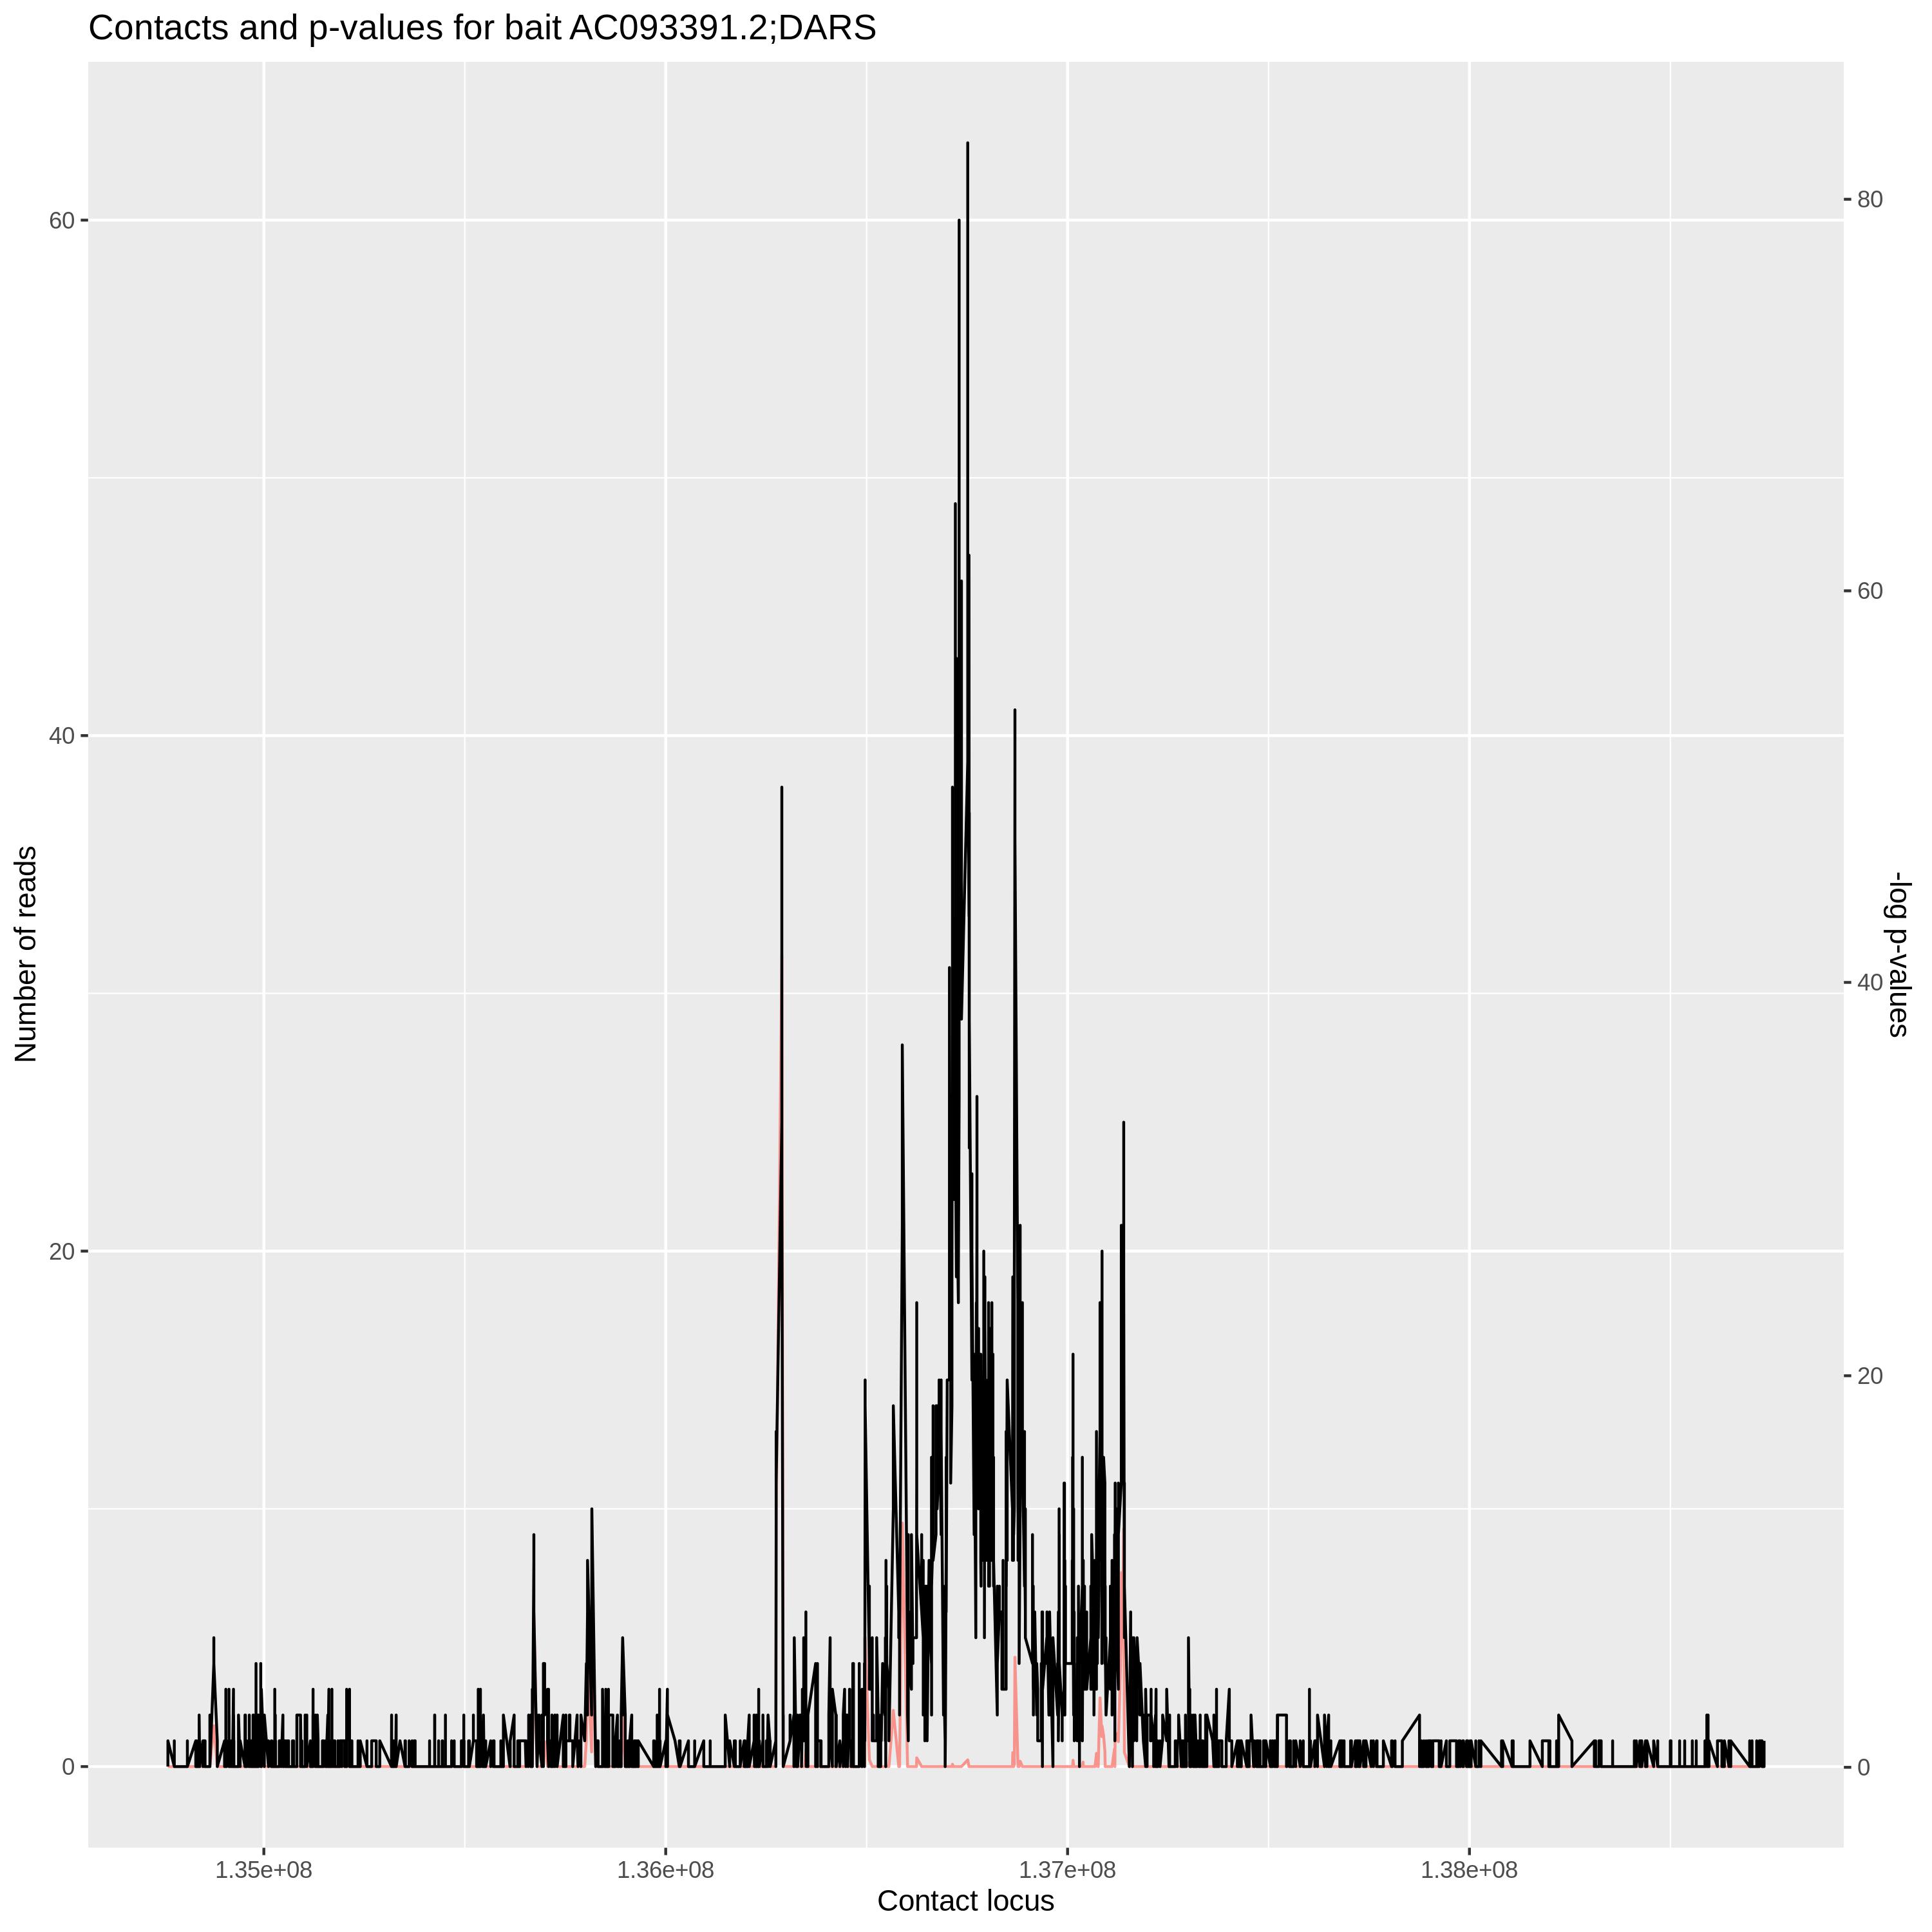 Contacts and p-values for bait AC093391.2;DARS
60
40
20
0
Number of reads
80
60
40
20
0
-log p-values
1.35e+08
1.36e+08
1.37e+08
1.38e+08
Contact locus